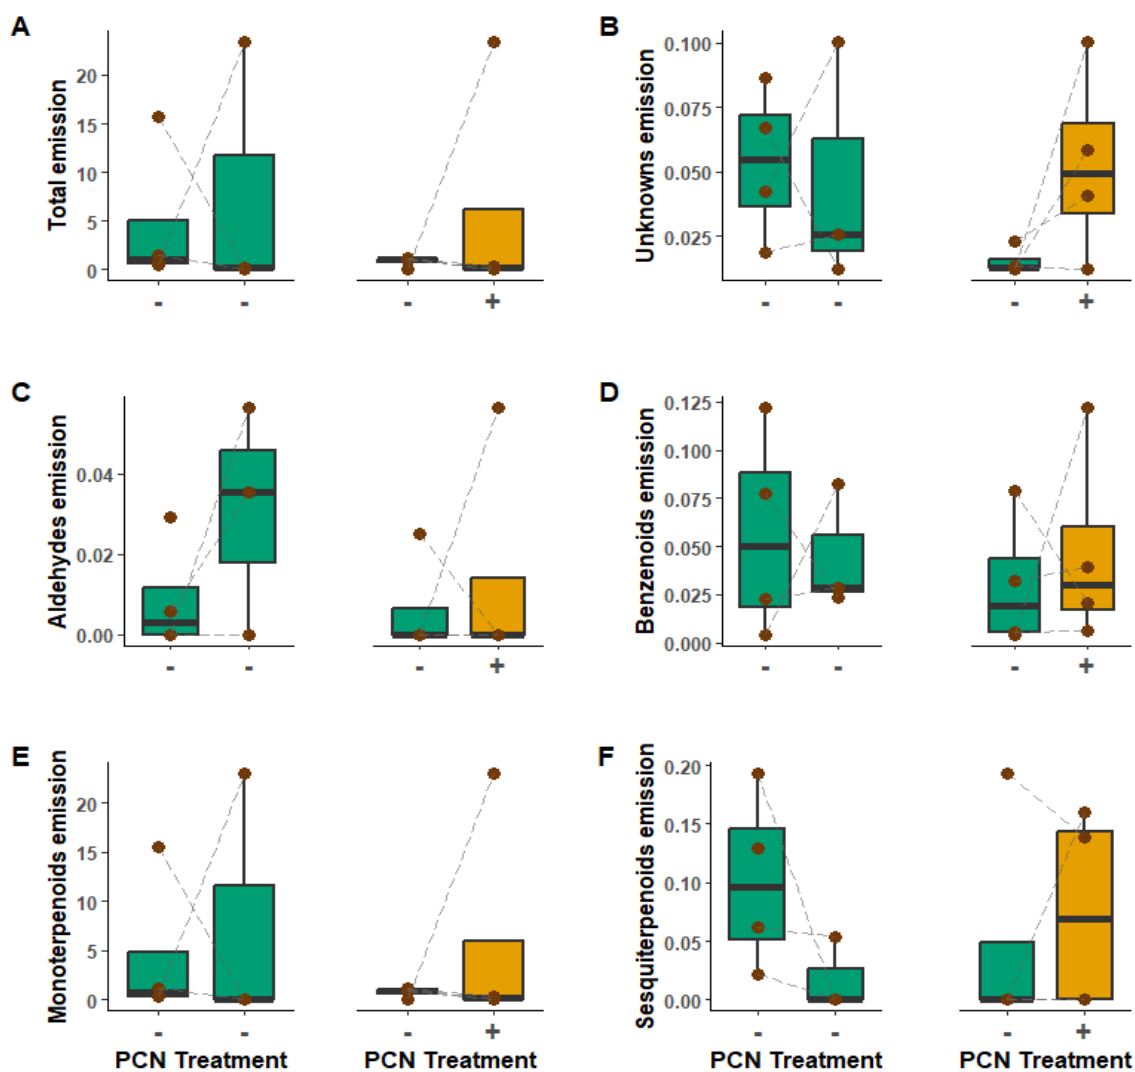 A
Total emission
20
15
10
5
0
- - - +
B
Unknowns emission
0.100
0.075
0.050
0.025
- - - +
C
Aldehydes emission
0.04
0.02
0.00
- - - +
D
Benzenoids emission
0.125
0.100
0.075
0.050
0.025
0.000
- - - +
E
Monoterpenoids emission
20
15
10
5
0
- - - +
PCN Treatment PCN Treatment
F
Sesquiterpenoids emission
0.20
0.15
0.10
0.05
0.00
- - - +
PCN Treatment PCN Treatment